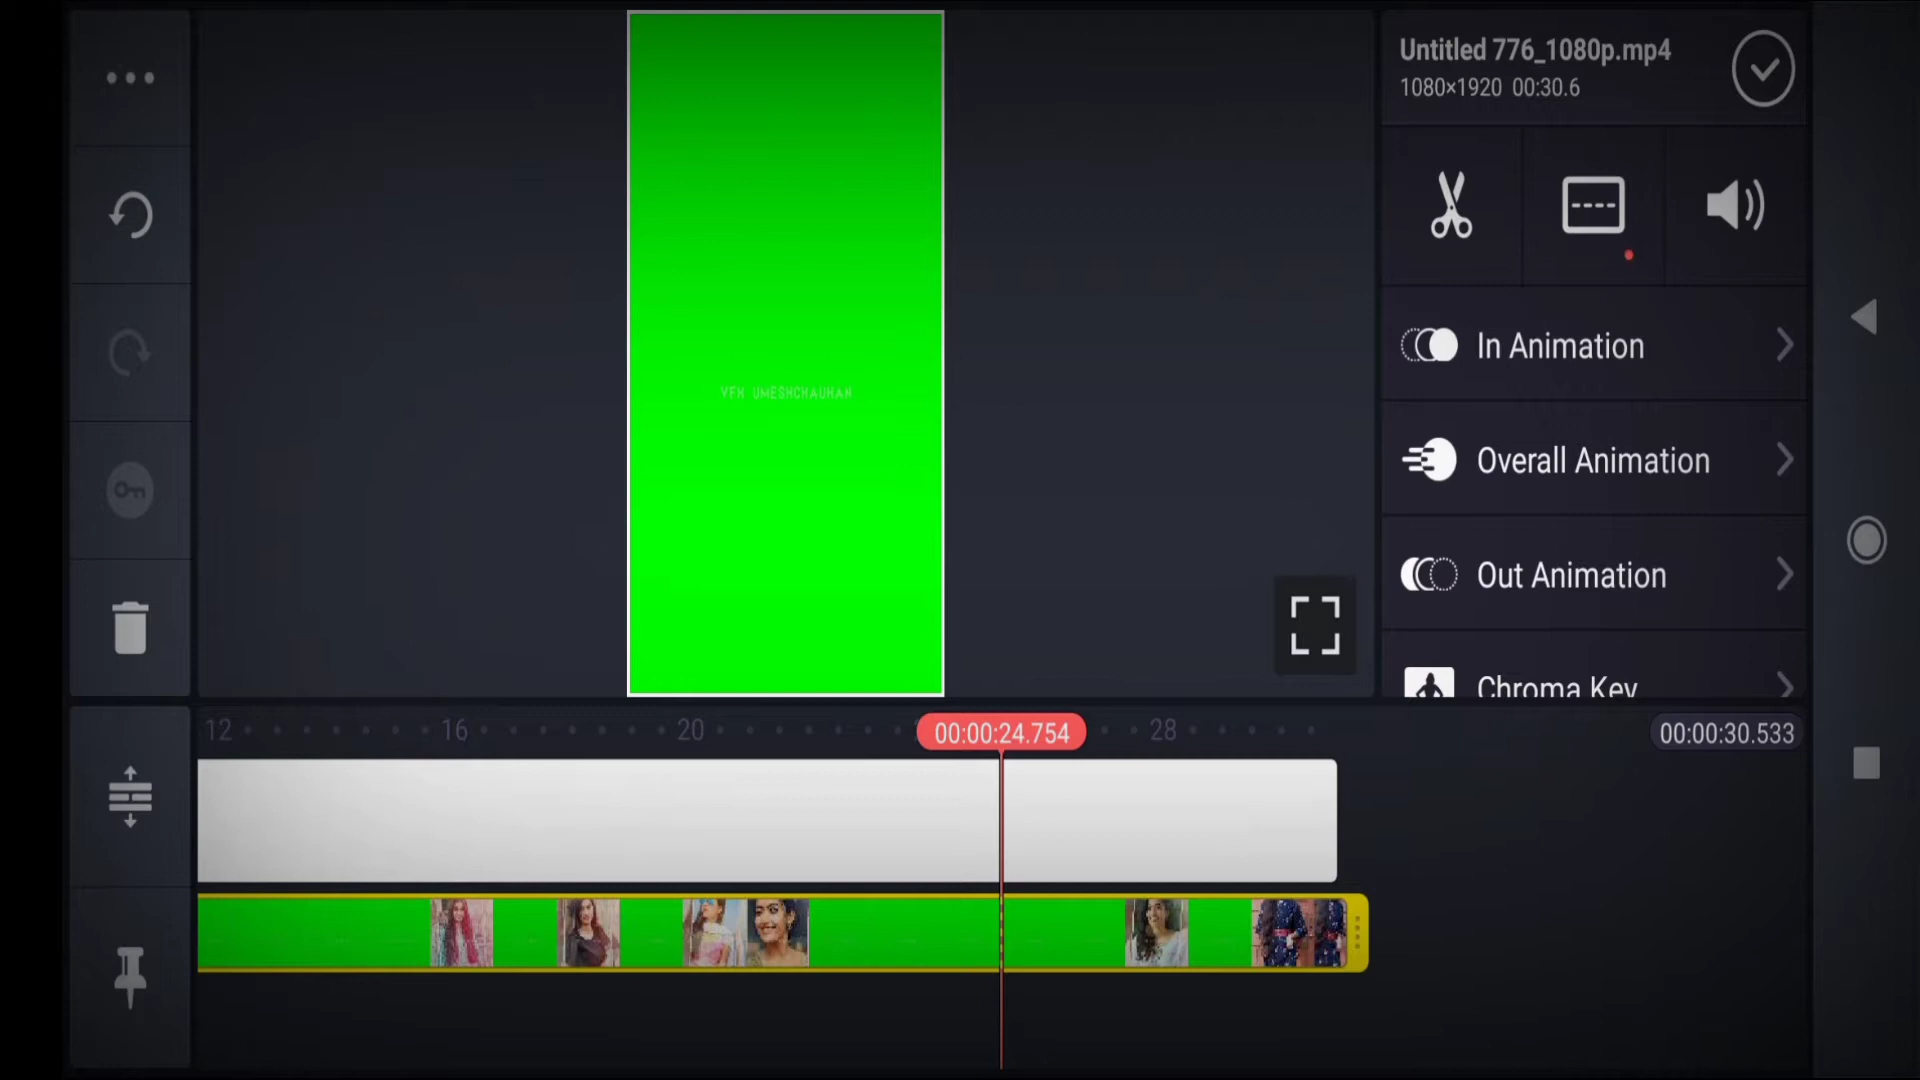 Untitled 776_1080p.mp4
1080×1920 00:30.6
VFX UMESHCHAUHAN
In Animation
Overall Animation
Out Animation
Chroma Key
12
16
20
00:00:24.754
28
00:00:30.533